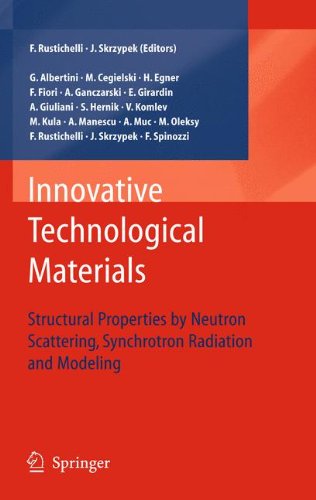 F. Rustichelli | J. Skrzypek (Editors)
G. Albertini | M. Cegielski | H. Egner
F. Fiori | A. Ganczarski | E. Girardin
A. Giuliani | S. Hernik | V. Komlev
M. Kula | A. Manescu | A. Muc | M. Oleksy
F. Rustichelli | J. Skrzypek | F. Spinozzi
Innovative
Technological
Materials
Structural Properties by Neutron
Scattering, Synchrotron Radiation
and Modeling
Springer